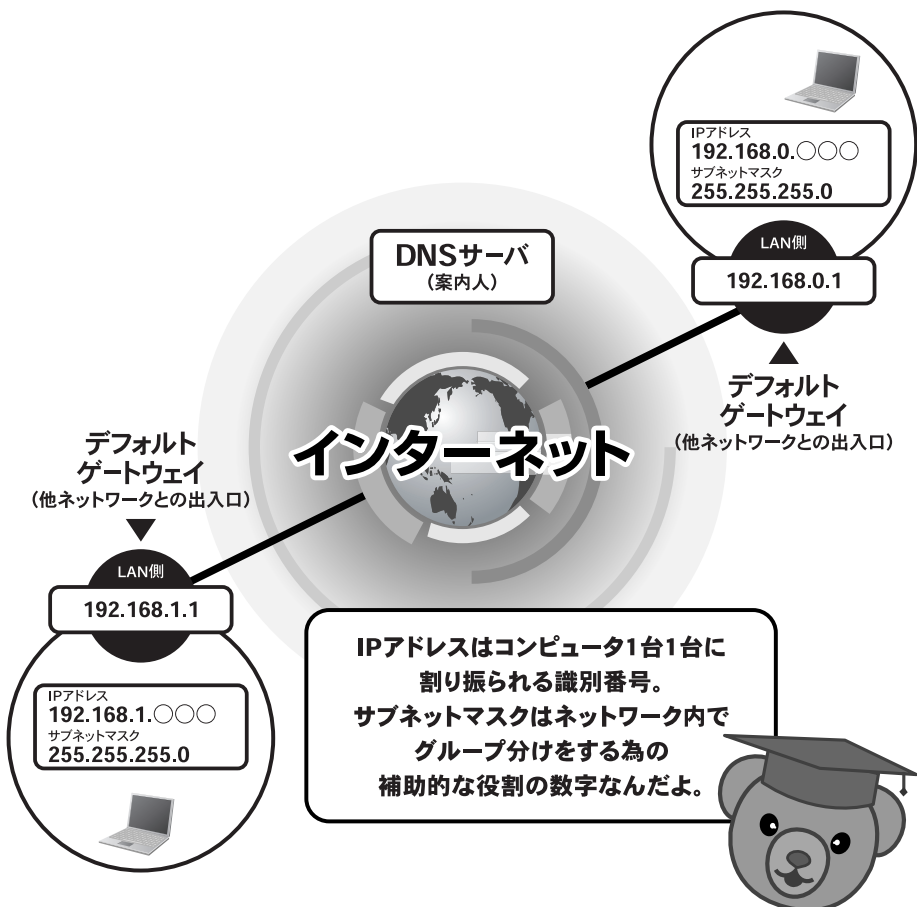 IPアドレス
192.168.0.○○○
サブネットマスク
255.255.255.0
LAN側
192.168.0.1
デフォルト
ゲートウェイ
(他ネットワークとの出入口)
DNSサーバ
(案内人)
インターネット
デフォルト
ゲートウェイ
(他ネットワークとの出入口)
LAN側
192.168.1.1
IPアドレス
192.168.1.○○○
サブネットマスク
255.255.255.0
IPアドレスはコンピュータ1台1台に
割り振られる識別番号。
サブネットマスクはネットワーク内で
グループ分けをする為の
補助的な役割の数字なんだよ。